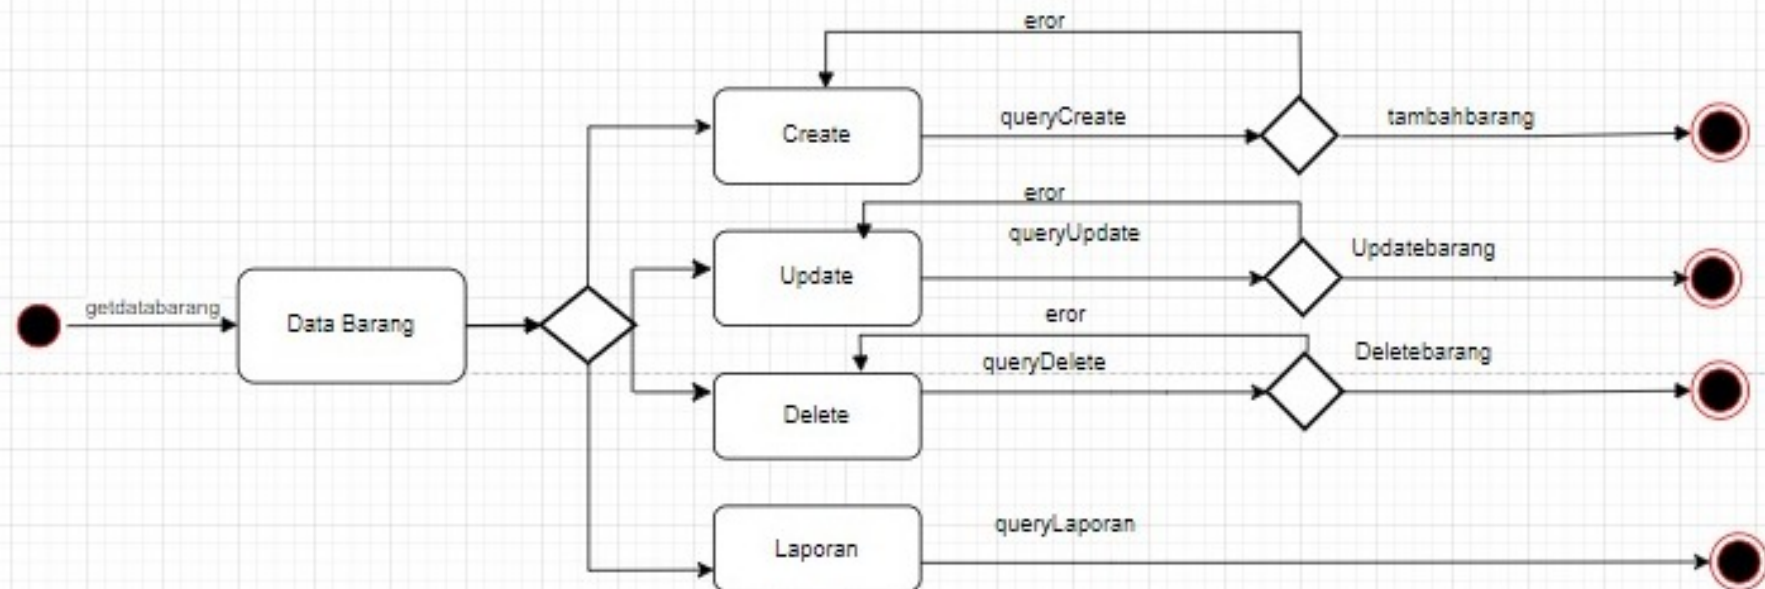 eror
Create
queryCreate
tambahbarang
eror
queryUpdate
Update
Updatebarang
getdatabarang
Data Barang
eror
queryDelete
Deletebarang
Delete
queryLaporan
Laporan